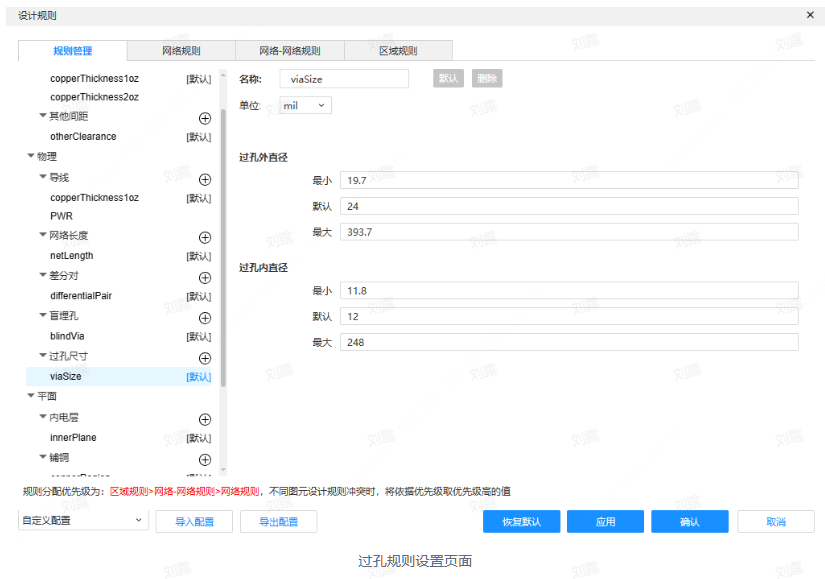 设计规则
规则管理 网络规则 网络-网络规则 区域规则
copperThickness1oz [默认]
copperThickness2oz
其他间距
otherClearance [默认]
物理
导线
copperThickness1oz [默认]
PWR
网络长度
netLength [默认]
差分对
differentialPair [默认]
盲埋孔
blindVia [默认]
过孔尺寸
viaSize [默认]
平面
内电层
innerPlane [默认]
铺铜
名称: viaSize 默认 删除
单位: mil
过孔外直径
最小 19.7
默认 24
最大 393.7
过孔内直径
最小 11.8
默认 12
最大 248
规则分配优先级为：区域规则>网络-网络规则>网络规则，不同图元设计规则冲突时，将依据优先级取优先级高的值
自定义配置 导入配置 导出配置 恢复默认 应用 确认 取消
过孔规则设置页面
刘露